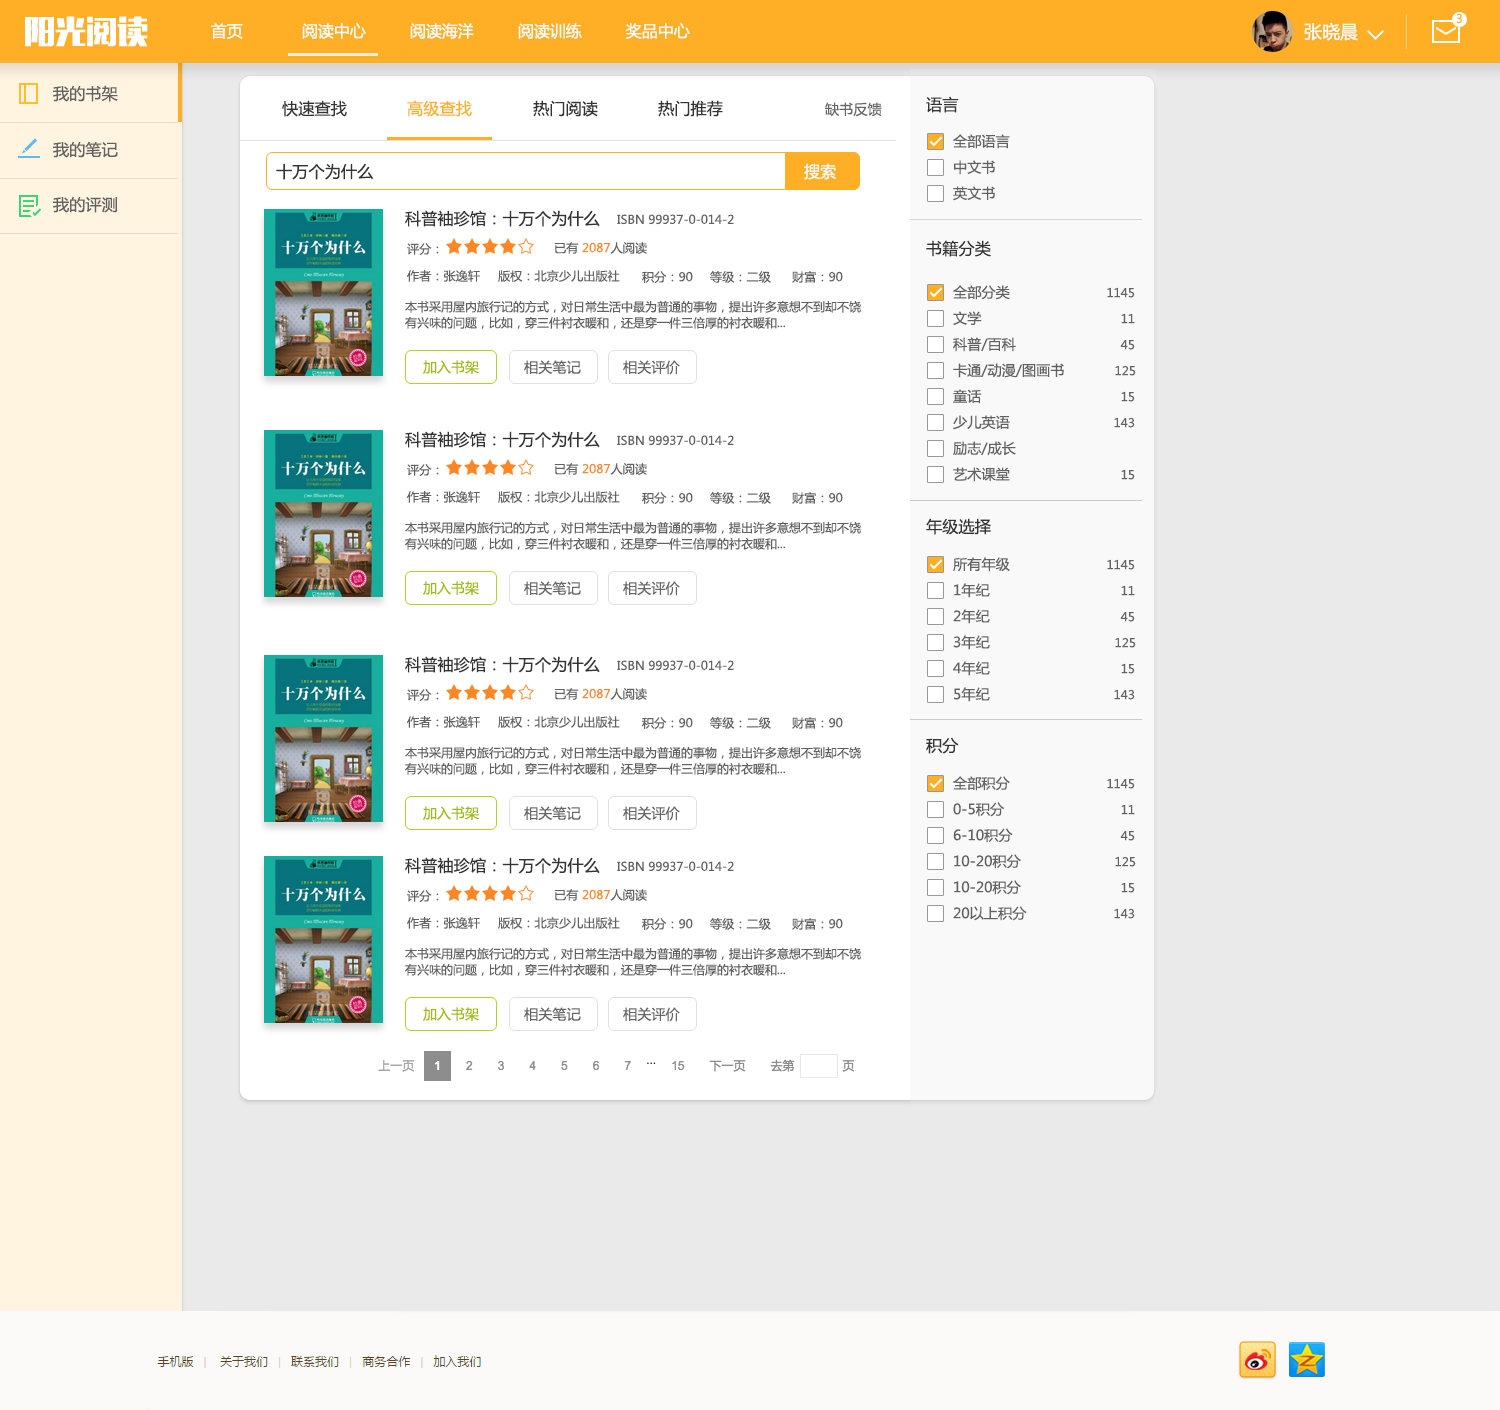 阳光阅读 首页 阅读中心 阅读海洋 阅读训练 奖品中心 张晓晨 3
我的书架
我的笔记
我的评测
快速查找 高级查找 热门阅读 热门推荐 缺书反馈
十万个为什么 搜索
十万个为什么
科普袖珍馆：十万个为什么 ISBN 99937-0-014-2
评分： 已有 2087人阅读
作者：张逸轩 版权：北京少儿出版社 积分：90 等级：二级 财富：90
本书采用屋内旅行记的方式，对日常生活中最为普通的事物，提出许多意想不到却不饶
有兴味的问题，比如，穿三件衬衣暖和，还是穿一件三倍厚的衬衣暖和...
加入书架 相关笔记 相关评价
十万个为什么
科普袖珍馆：十万个为什么 ISBN 99937-0-014-2
评分： 已有 2087人阅读
作者：张逸轩 版权：北京少儿出版社 积分：90 等级：二级 财富：90
本书采用屋内旅行记的方式，对日常生活中最为普通的事物，提出许多意想不到却不饶
有兴味的问题，比如，穿三件衬衣暖和，还是穿一件三倍厚的衬衣暖和...
加入书架 相关笔记 相关评价
十万个为什么
科普袖珍馆：十万个为什么 ISBN 99937-0-014-2
评分： 已有 2087人阅读
作者：张逸轩 版权：北京少儿出版社 积分：90 等级：二级 财富：90
本书采用屋内旅行记的方式，对日常生活中最为普通的事物，提出许多意想不到却不饶
有兴味的问题，比如，穿三件衬衣暖和，还是穿一件三倍厚的衬衣暖和...
加入书架 相关笔记 相关评价
十万个为什么
科普袖珍馆：十万个为什么 ISBN 99937-0-014-2
评分： 已有 2087人阅读
作者：张逸轩 版权：北京少儿出版社 积分：90 等级：二级 财富：90
本书采用屋内旅行记的方式，对日常生活中最为普通的事物，提出许多意想不到却不饶
有兴味的问题，比如，穿三件衬衣暖和，还是穿一件三倍厚的衬衣暖和...
加入书架 相关笔记 相关评价
上一页 1 2 3 4 5 6 7 ... 15 下一页 去第 页
语言
全部语言
中文书
英文书
书籍分类
全部分类 1145
文学 11
科普/百科 45
卡通/动漫/图画书 125
童话 15
少儿英语 143
励志/成长
艺术课堂 15
年级选择
所有年级 1145
1年纪 11
2年纪 45
3年纪 125
4年纪 15
5年纪 143
积分
全部积分 1145
0-5积分 11
6-10积分 45
10-20积分 125
10-20积分 15
20以上积分 143
手机版 | 关于我们 | 联系我们 | 商务合作 | 加入我们